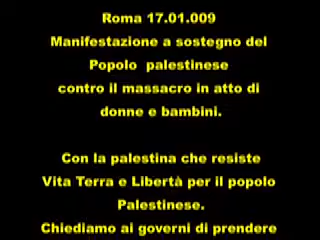 Roma 17.01.009
Manifestazione a sostegno del
Popolo palestinese
contro il massacro in atto di
donne e bambini.
Con la palestina che resiste
Vita Terra e Libertà per il popolo
Palestinese.
Chiediamo ai governi di prendere